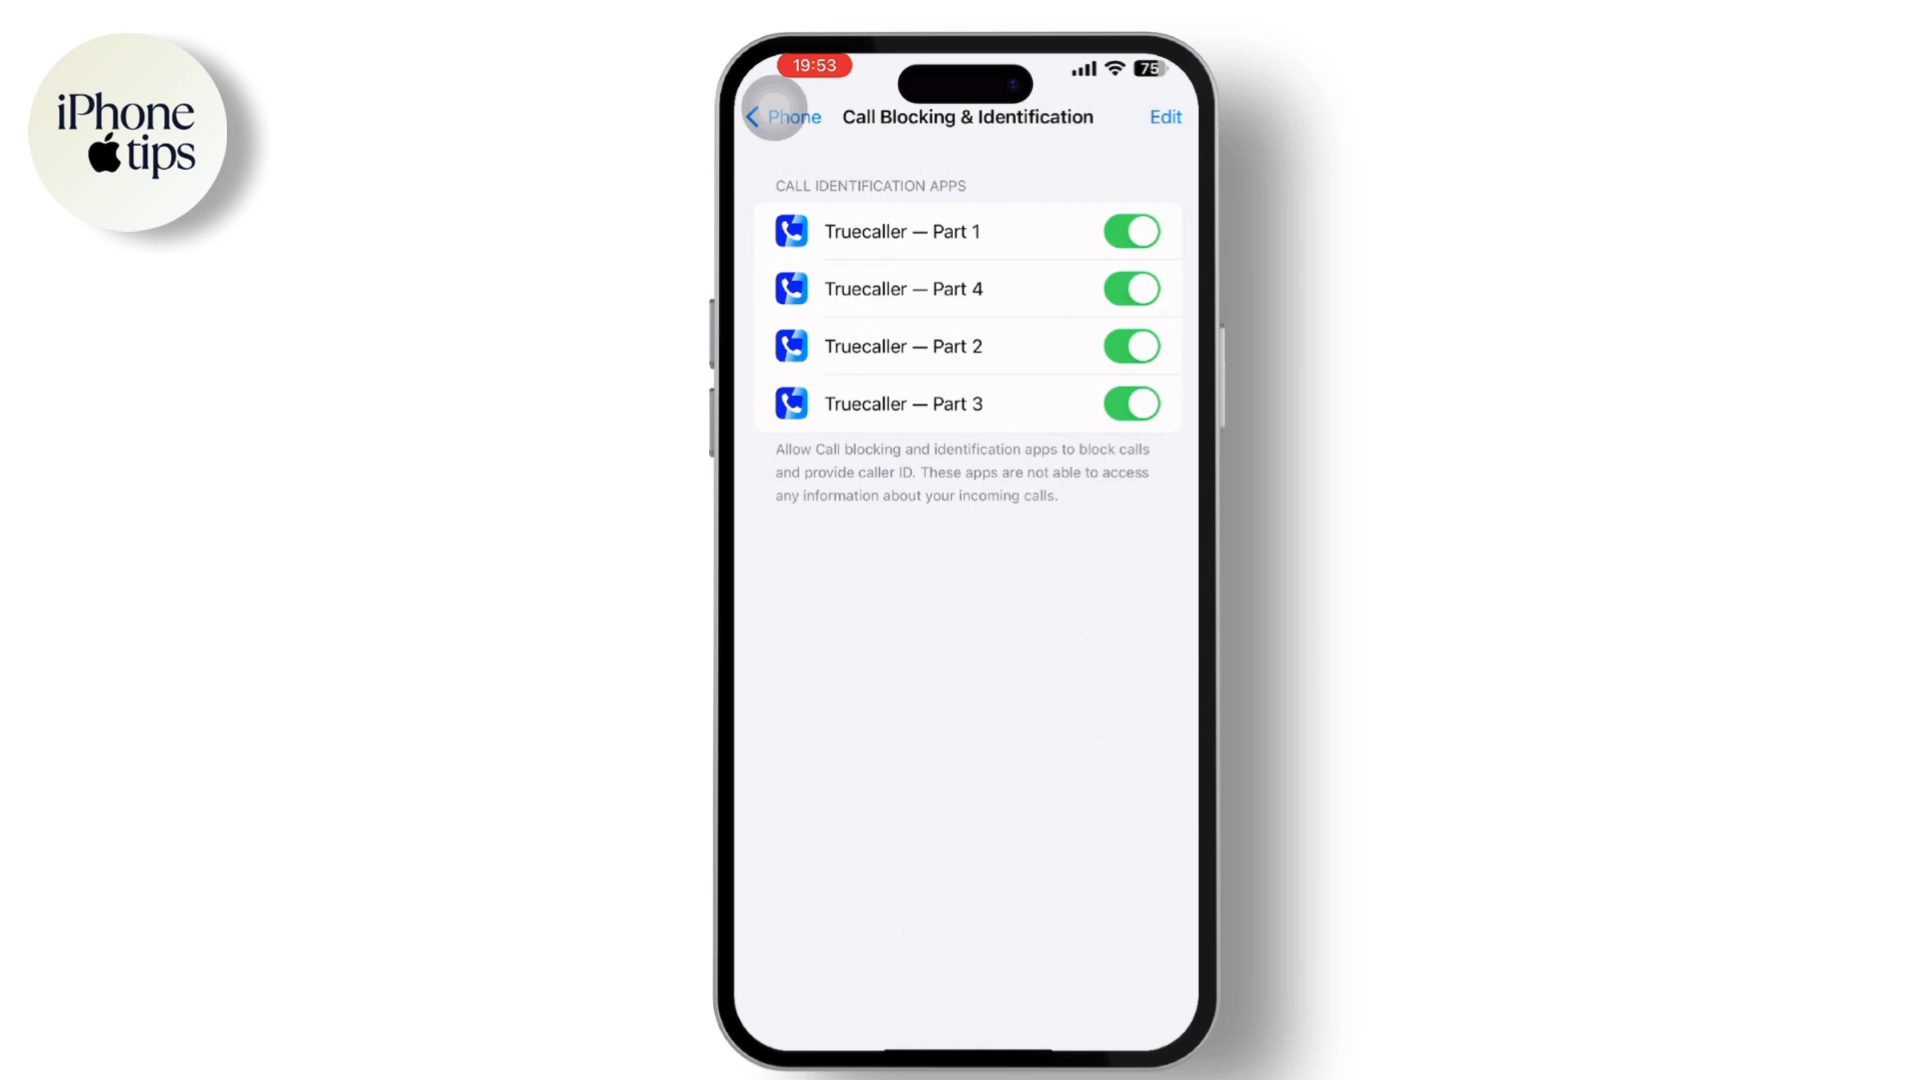 iPhone
tips
19:53
75
Phone
Call Blocking & Identification
Edit
CALL IDENTIFICATION APPS
Truecaller — Part 1
Truecaller — Part 4
Truecaller — Part 2
Truecaller — Part 3
Allow Call blocking and identification apps to block calls
and provide caller ID. These apps are not able to access
any information about your incoming calls.